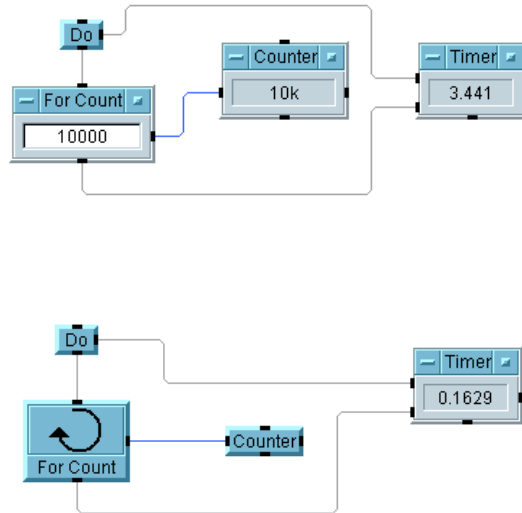 Do
Counter
Timer
For Count
10k
3.441
10000
Do
Timer
0.1629
Counter
For Count